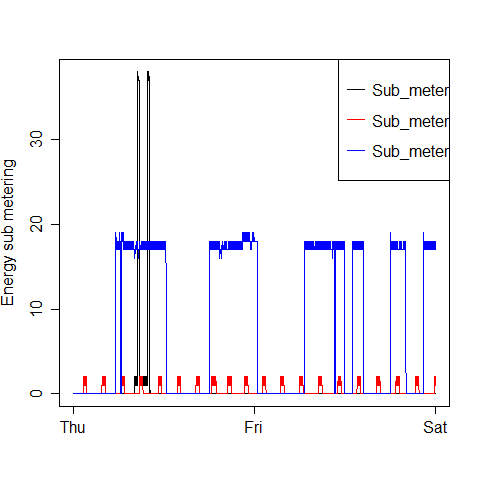 Sub_meter
Sub_meter
Sub_meter
Energy sub metering
30
20
10
0
Thu Fri Sat